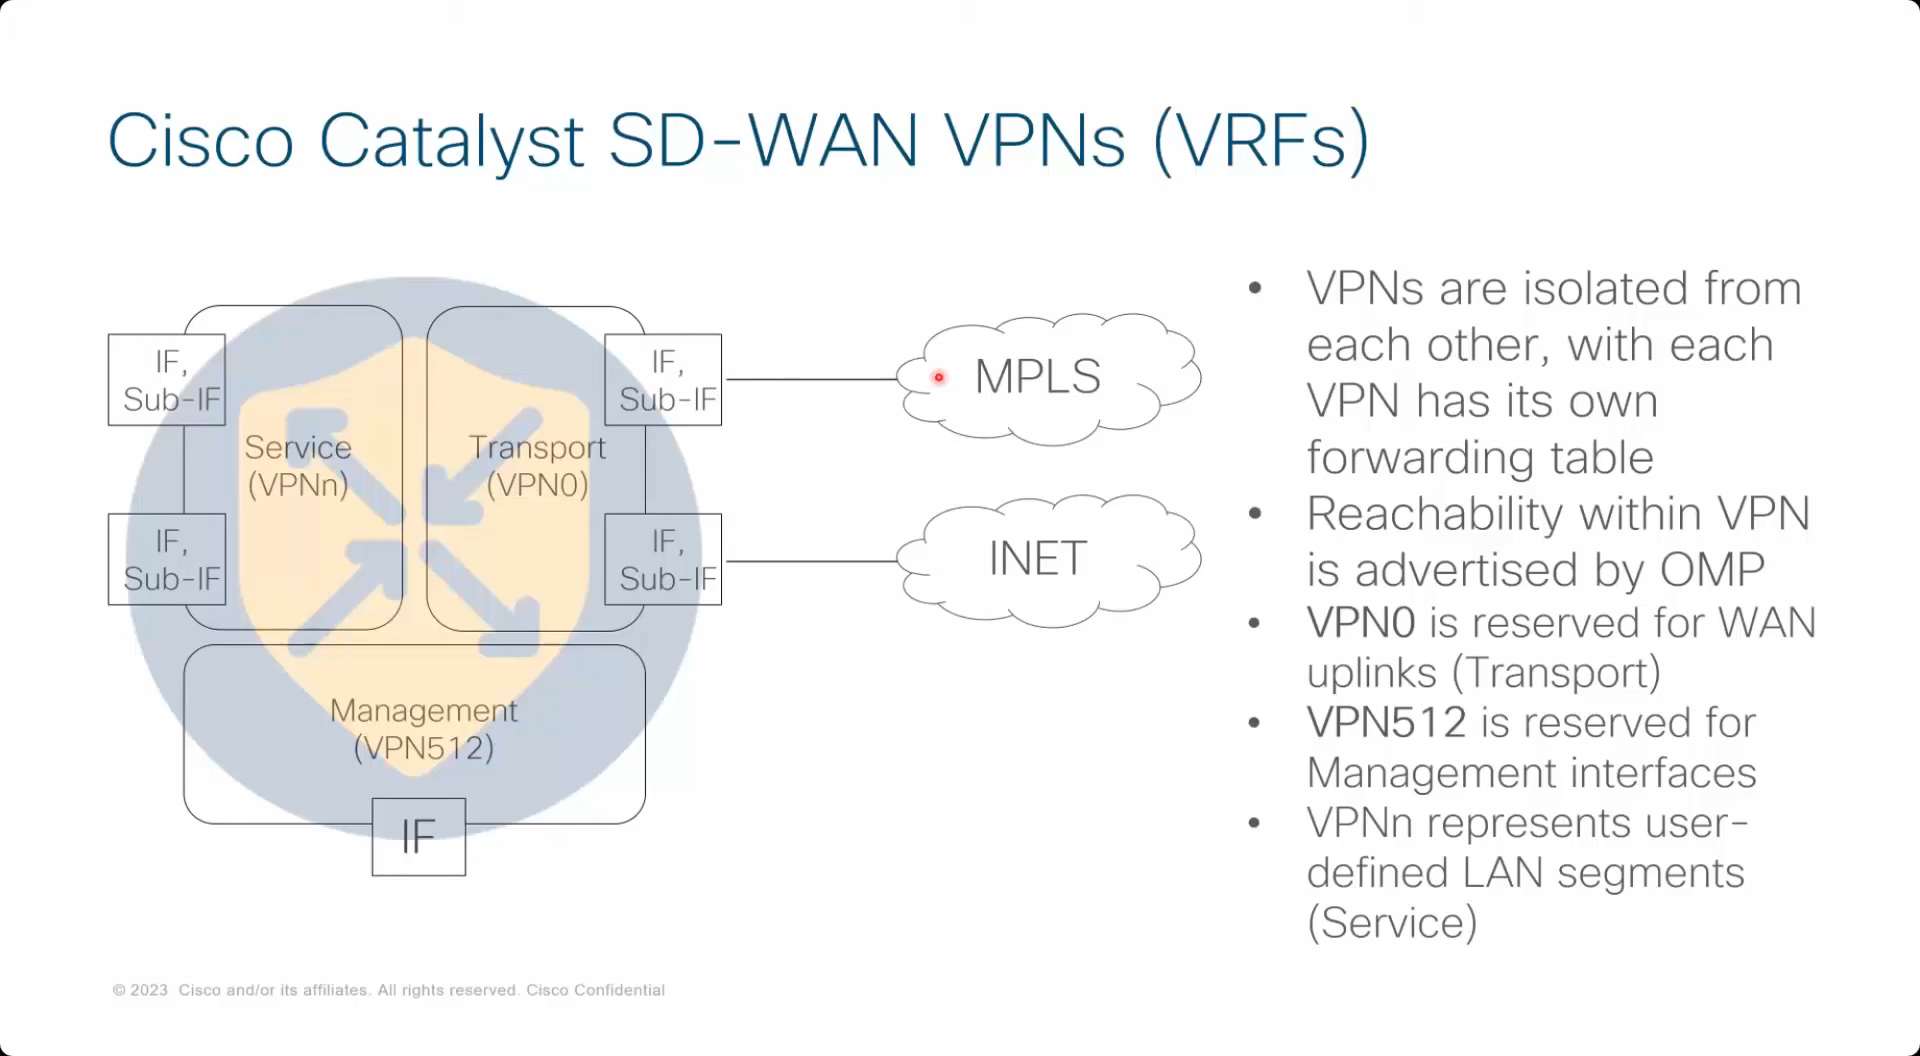 Cisco Catalyst SD-WAN VPNs (VRFs)
IF,
Sub-IF
Service
(VPNn)
IF,
Sub-IF
IF,
Sub-IF
Transport
(VPN0)
IF,
Sub-IF
Management
(VPN512)
IF
MPLS
INET
• VPNs are isolated from
each other, with each
VPN has its own
forwarding table
• Reachability within VPN
is advertised by OMP
• VPN0 is reserved for WAN
uplinks (Transport)
• VPN512 is reserved for
Management interfaces
• VPNn represents user-
defined LAN segments
(Service)
© 2023 Cisco and/or its affiliates. All rights reserved. Cisco Confidential